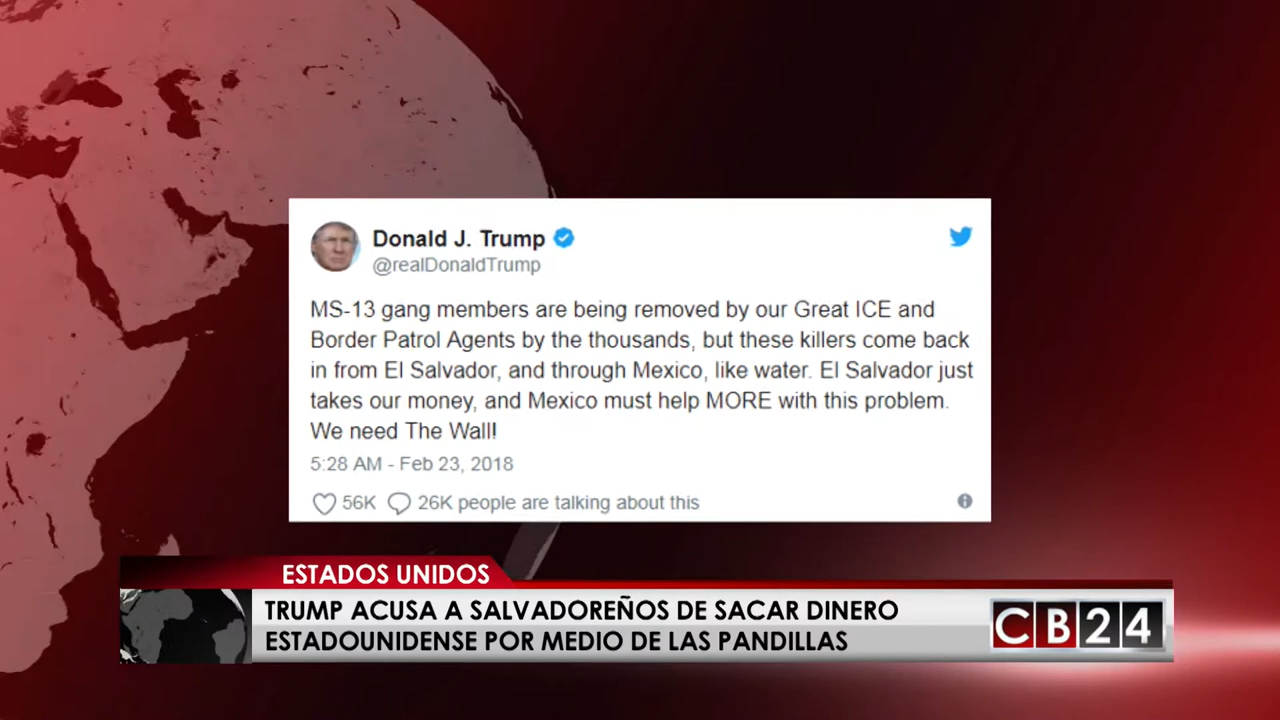 Donald J. Trump
@realDonaldTrump
MS-13 gang members are being removed by our Great ICE and
Border Patrol Agents by the thousands, but these killers come back
in from El Salvador, and through Mexico, like water. El Salvador just
takes our money, and Mexico must help MORE with this problem.
We need The Wall!
5:28 AM - Feb 23, 2018
56K 26K people are talking about this
ESTADOS UNIDOS
TRUMP ACUSA A SALVADOREÑOS DE SACAR DINERO
ESTADOUNIDENSE POR MEDIO DE LAS PANDILLAS
CB24